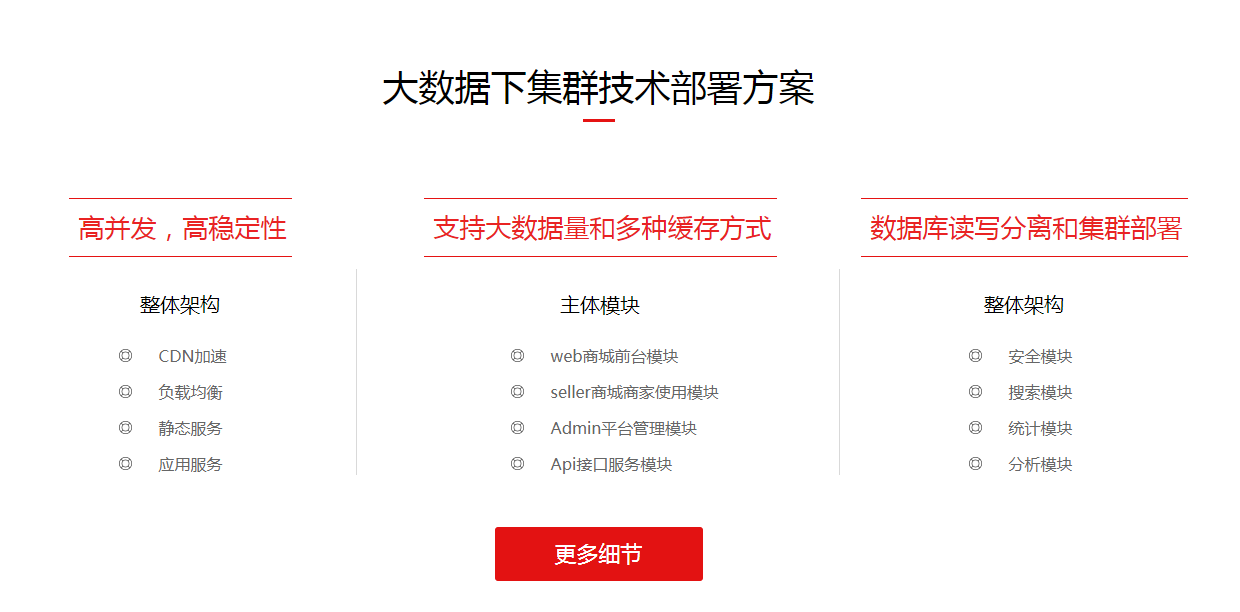 大数据下集群技术部署方案
高并发，高稳定性
整体架构
CDN加速
负载均衡
静态服务
应用服务
支持大数据量和多种缓存方式
主体模块
web商城前台模块
seller商城商家使用模块
Admin平台管理模块
Api接口服务模块
数据库读写分离和集群部署
整体架构
安全模块
搜索模块
统计模块
分析模块
更多细节